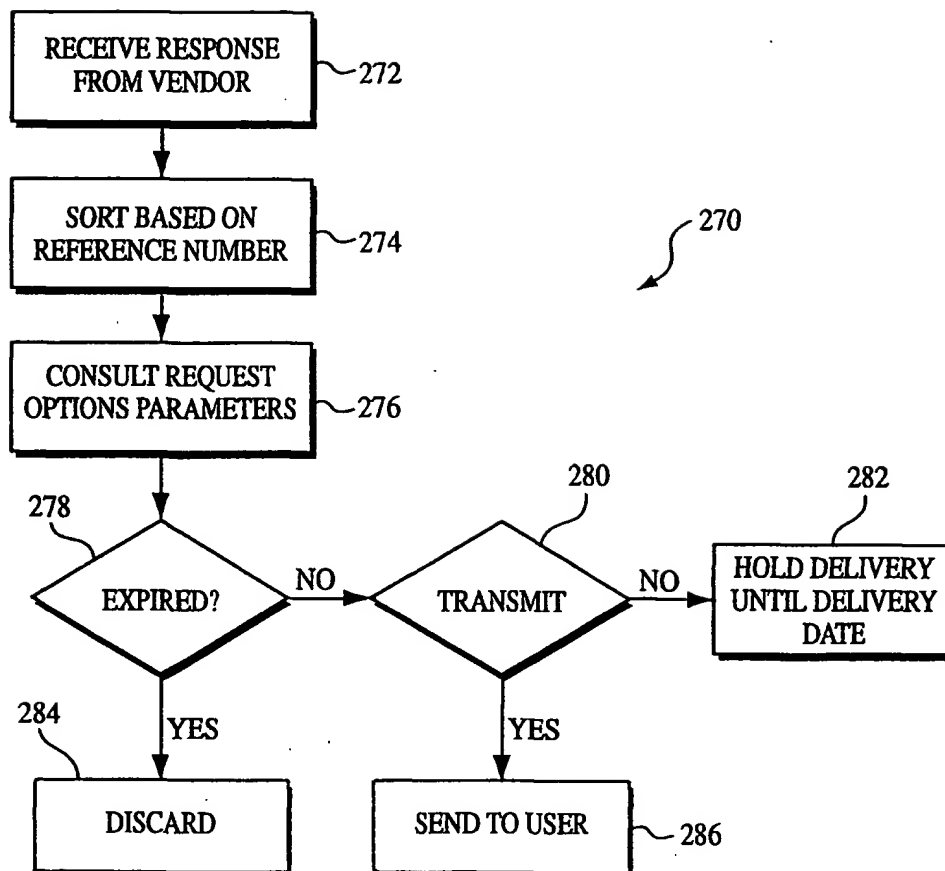 RECEIVE RESPONSE
FROM VENDOR
272
SORT BASED ON
REFERENCE NUMBER
274
270
CONSULT REQUEST
OPTIONS PARAMETERS
276
278
280
282
EXPIRED?
NO
TRANSMIT
NO
HOLD DELIVERY
UNTIL DELIVERY
DATE
284
YES
YES
DISCARD
SEND TO USER
286